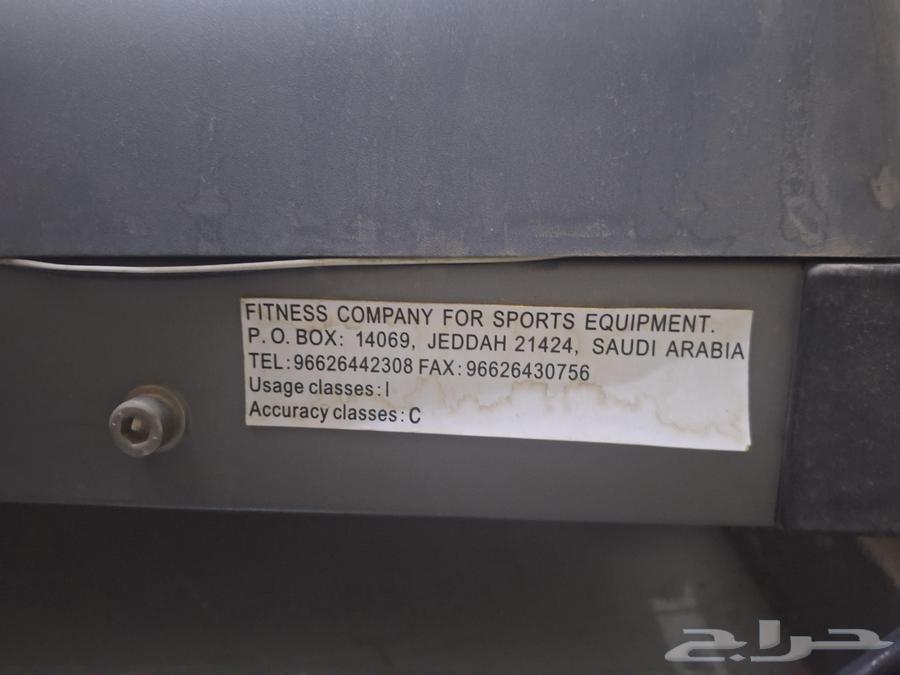 FITNESS COMPANY FOR SPORTS EQUIPMENT.
P.O.BOX: 14069, JEDDAH 21424, SAUDI ARABIA
TEL:96626442308 FAX:96626430756
Usage classes:I
Accuracy classes:C
حراج